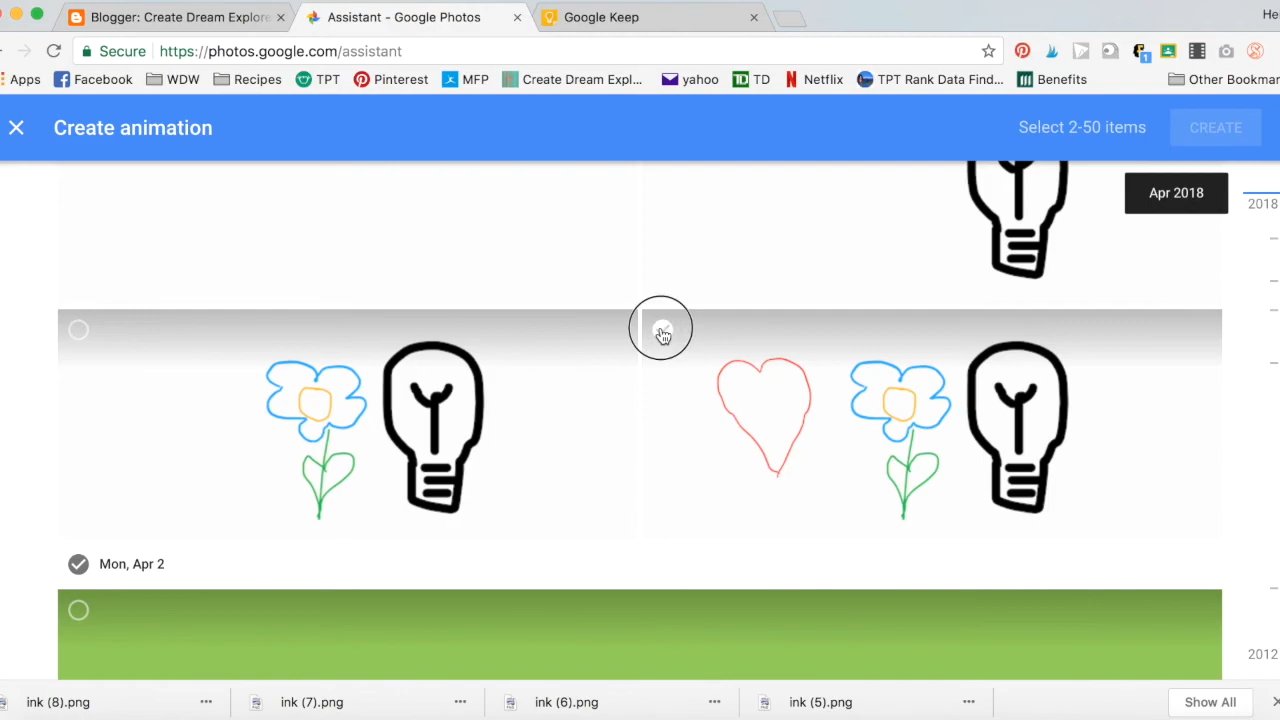 Blogger: Create Dream Explore
Assistant - Google Photos
Google Keep
He
Secure https://photos.google.com/assistant
1
Apps Facebook WDW Recipes TPT Pinterest MFP Create Dream Expl... yahoo TD TD Netflix TPT Rank Data Find... Benefits Other Bookmar
Create animation Select 2-50 items CREATE
Apr 2018
2018
Mon, Apr 2
2012
ink (8).png ink (7).png ink (6).png ink (5).png Show All